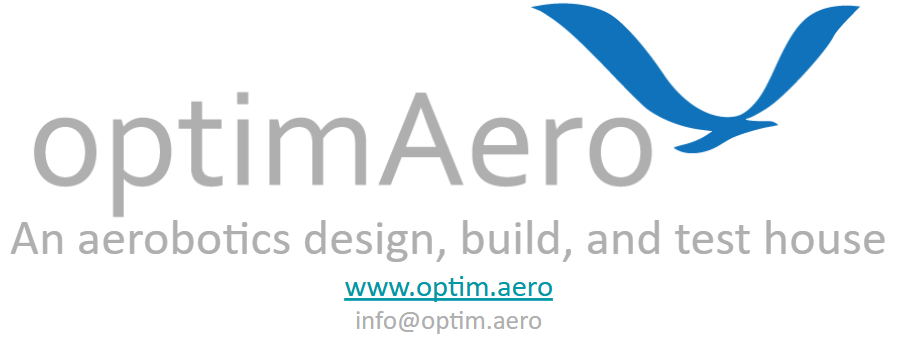 optimAero
An aerobotics design, build, and test house
www.optim.aero
info@optim.aero